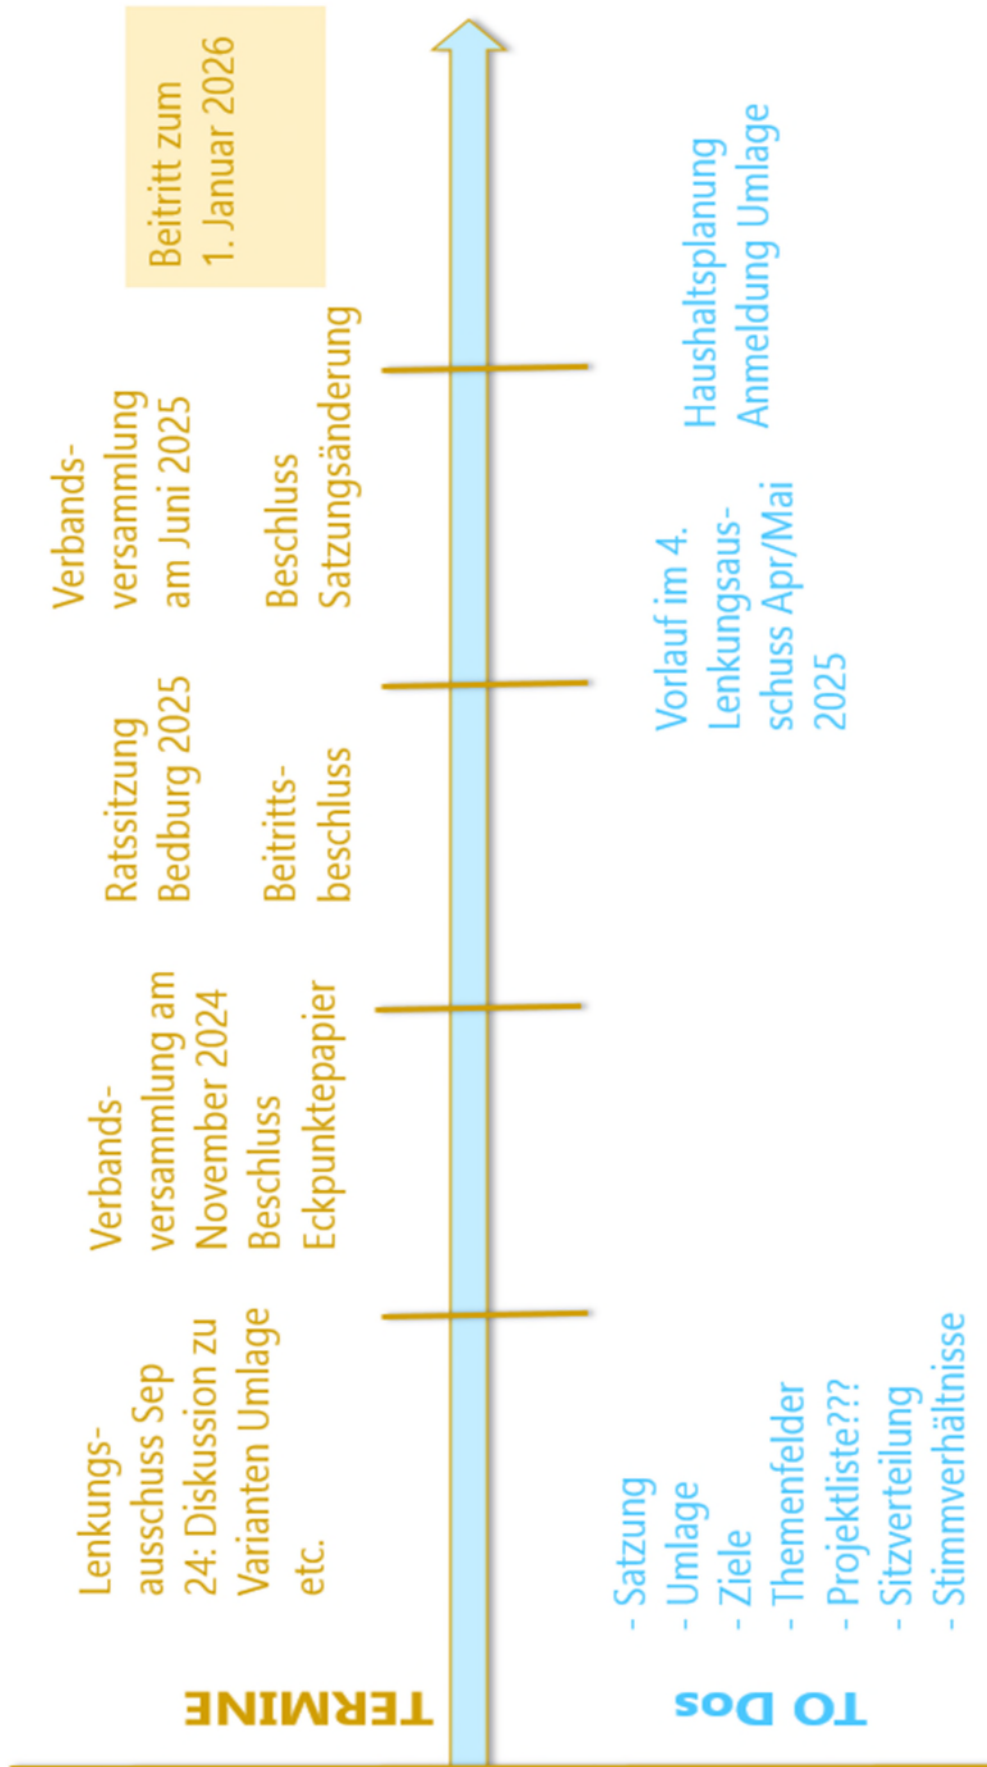 TERMINE
Lenkungs-
ausschuss Sep
24: Diskussion zu
Varianten Umlage
etc.
Verbands-
versammlung am
November 2024
Beschluss
Eckpunktepapier
Ratssitzung
Bedburg 2025
Beitritts-
beschluss
Verbands-
versammlung
am Juni 2025
Beschluss
Satzungsänderung
Beitritt zum
1. Januar 2026
TO Dos
- Satzung
- Umlage
- Ziele
- Themenfelder
- Projektliste???
- Sitzverteilung
- Stimmverhältnisse
Vorlauf im 4.
Lenkungsaus-
schuss Apr/Mai
2025
Haushaltsplanung
Anmeldung Umlage